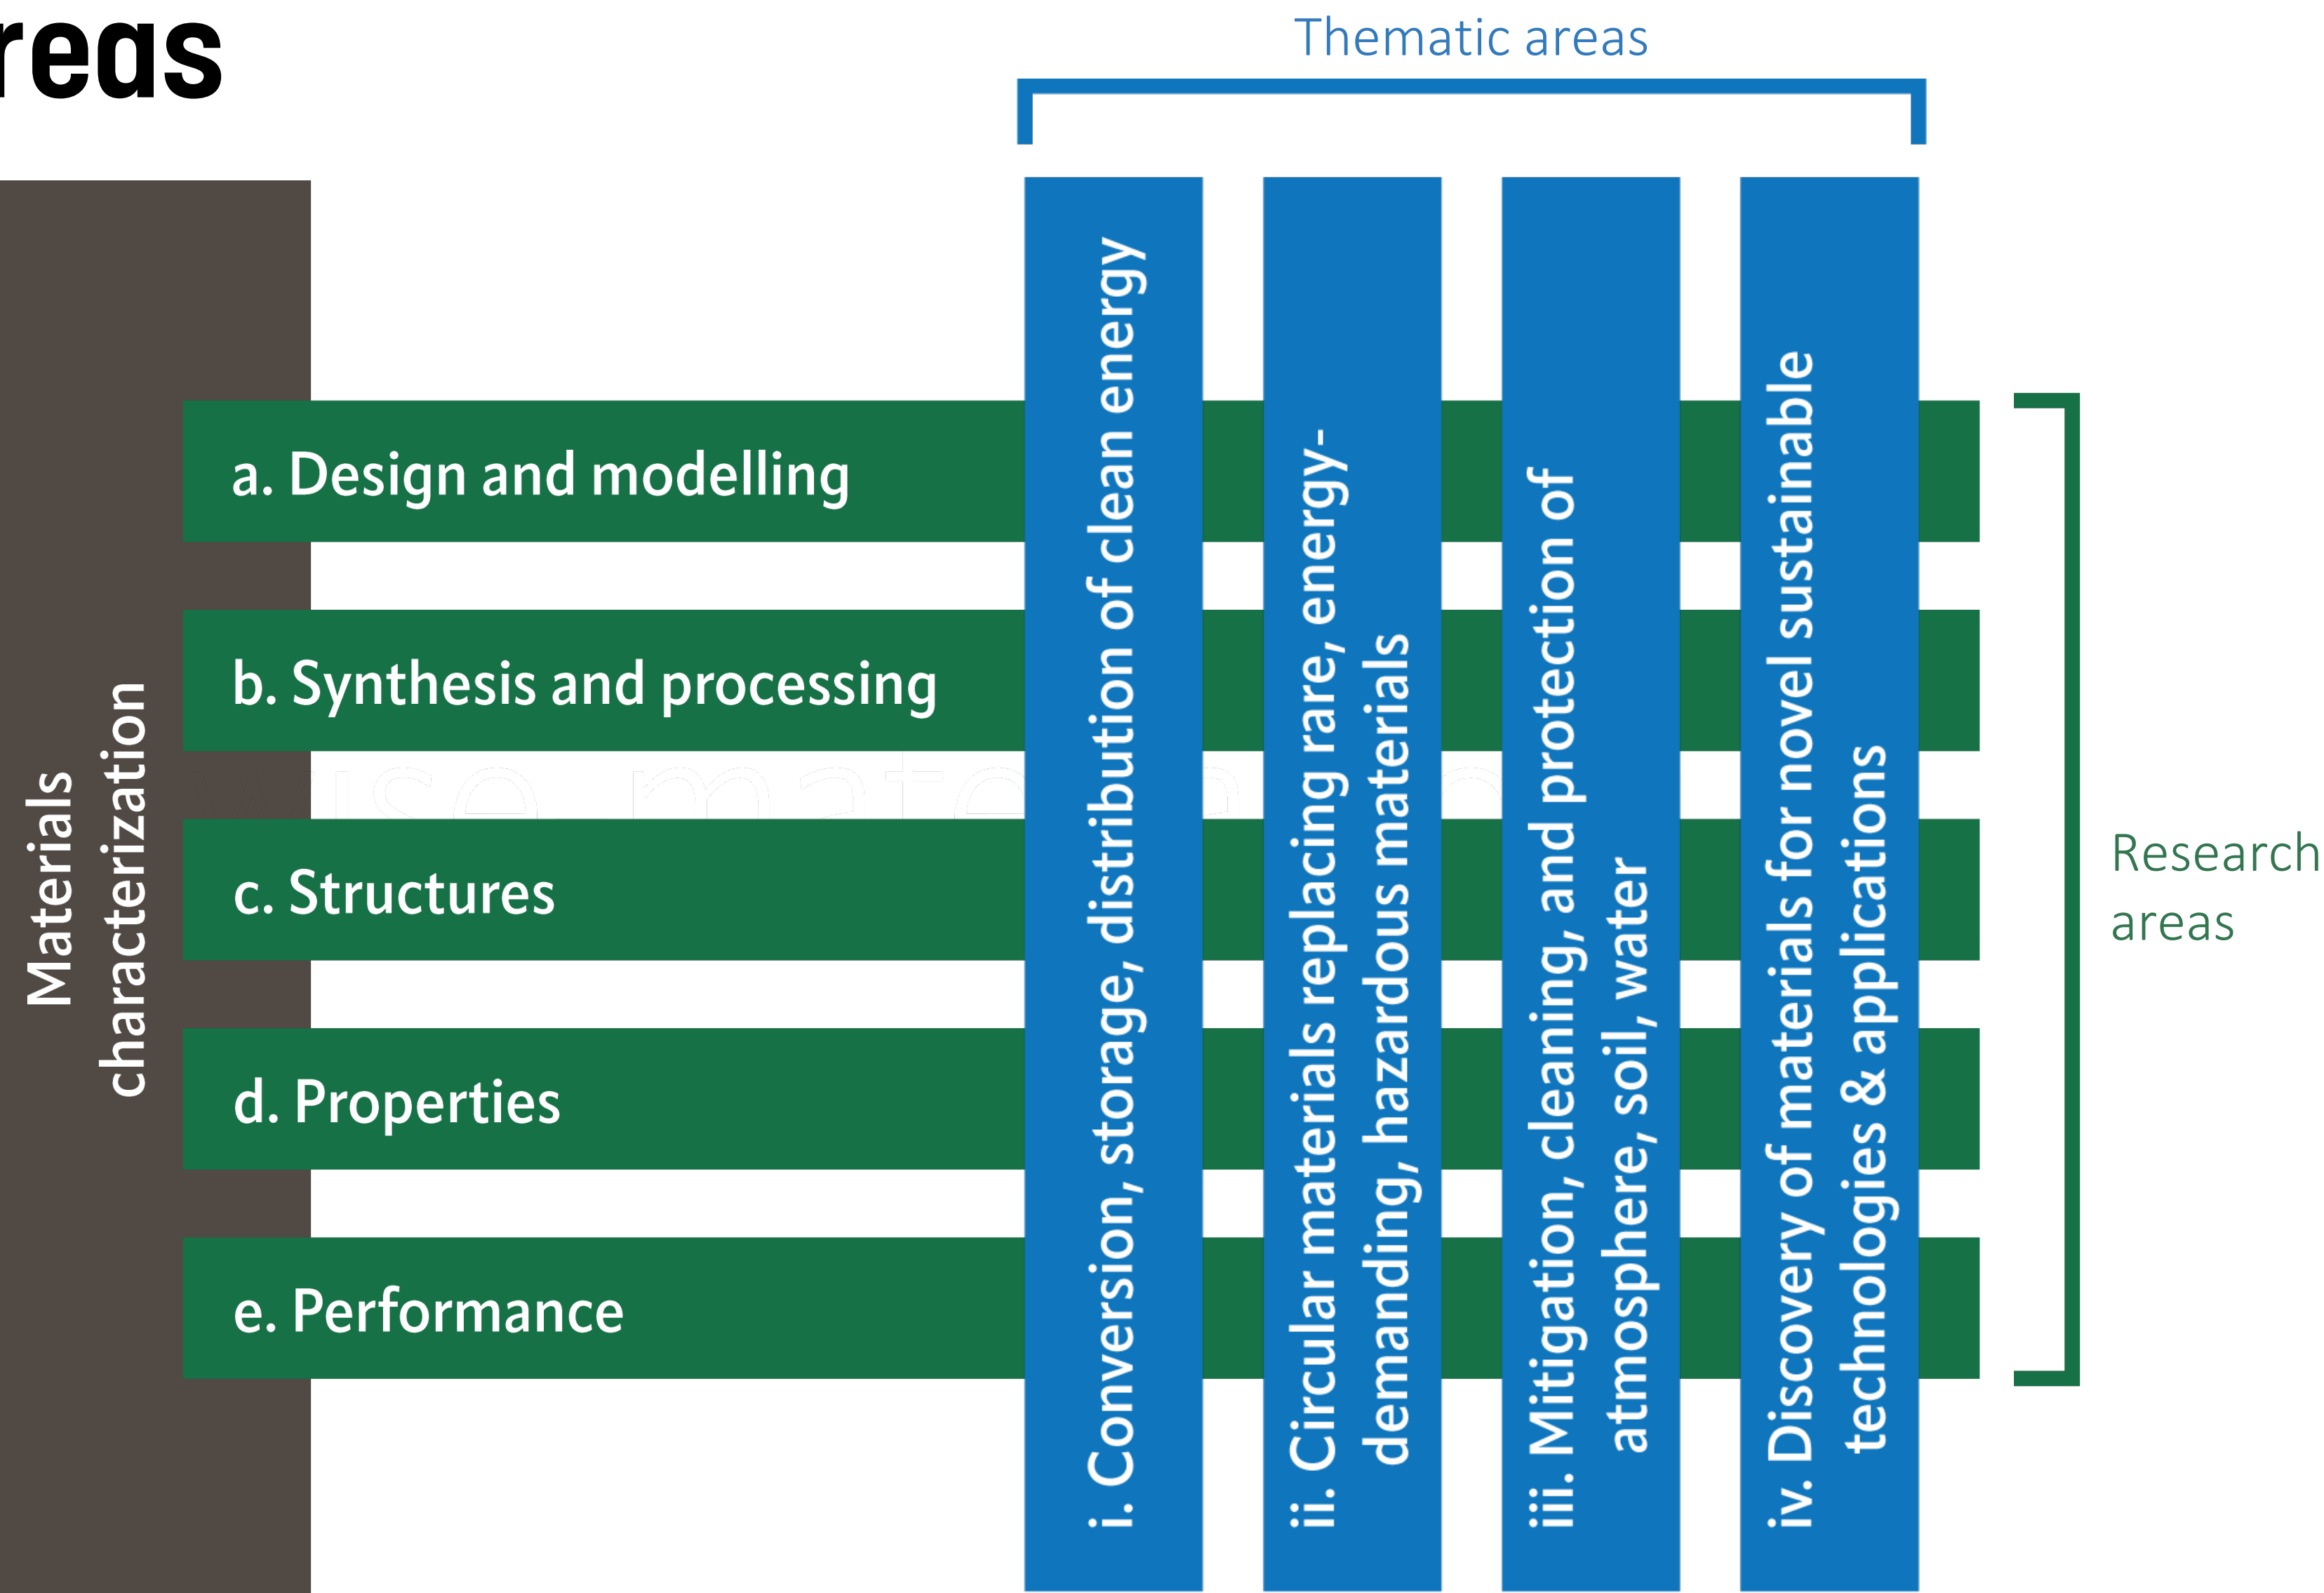 reas
Thematic areas
Materials
characterization
a. Design and modelling
b. Synthesis and processing
c. Structures
d. Properties
e. Performance
i. Conversion, storage, distribution of clean energy
ii. Circular materials replacing rare, energy-
demanding, hazardous materials
iii. Mitigation, cleaning, and protection of
atmosphere, soil, water
iv. Discovery of materials for novel sustainable
technologies & applications
Research
areas